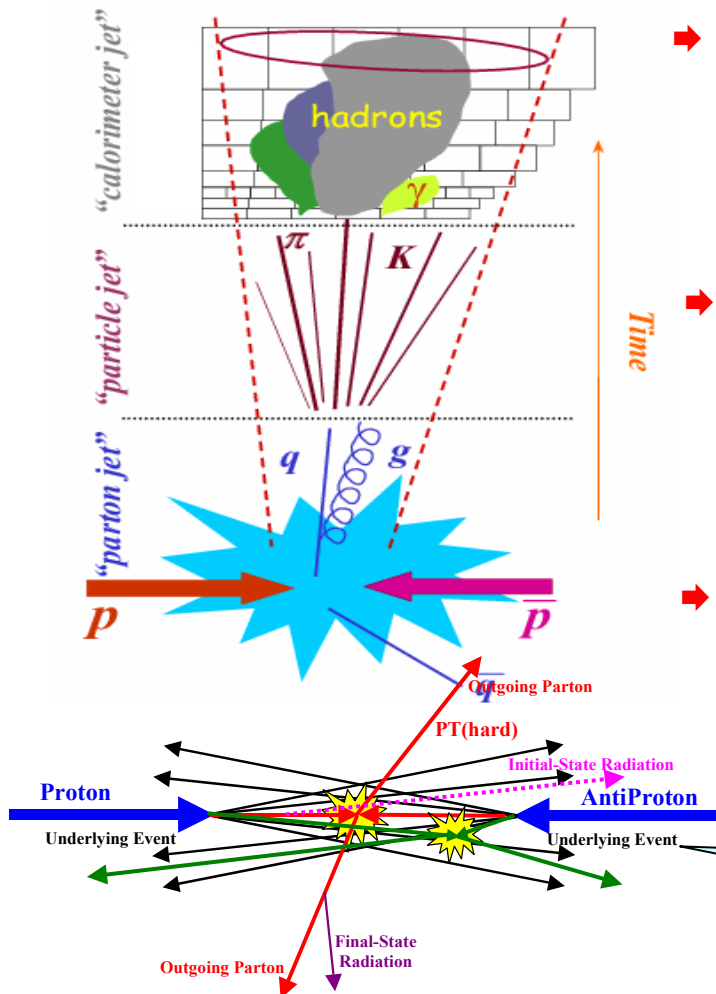 “calorimeter jet”
hadrons
γ
π
K
“particle jet”
Time
“parton jet”
q
g
p
p̅
q̅
Outgoing Parton
PT(hard)
Initial-State Radiation
Proton
AntiProton
Underlying Event
Underlying Event
Final-State
Radiation
Outgoing Parton